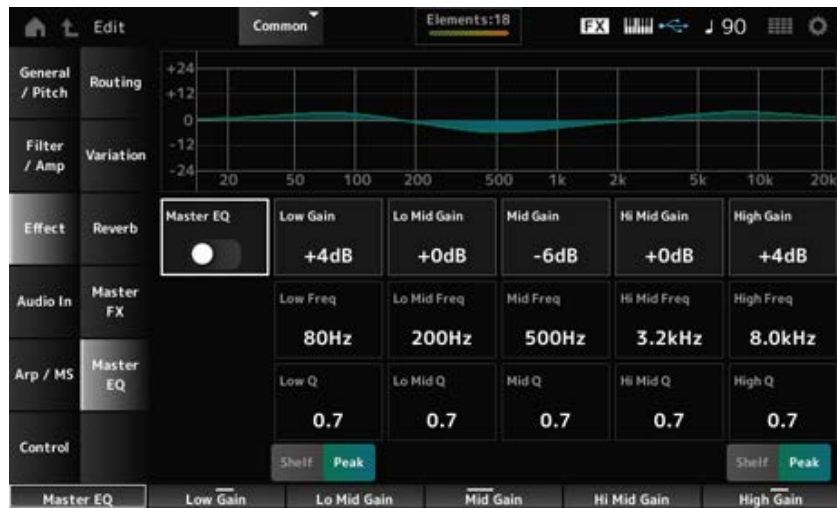 Edit
Common
Elements:18
FX
90
General / Pitch
Routing
+24
+12
0
-12
-24
20 50 100 200 500 1k 2k 5k 10k 20k
Filter / Amp
Variation
Effect
Reverb
Master EQ
Low Gain
Lo Mid Gain
Mid Gain
Hi Mid Gain
High Gain
+4dB
+0dB
-6dB
+0dB
+4dB
Audio In
Master FX
Low Freq
Lo Mid Freq
Mid Freq
Hi Mid Freq
High Freq
80Hz
200Hz
500Hz
3.2kHz
8.0kHz
Arp / MS
Master EQ
Low Q
Lo Mid Q
Mid Q
Hi Mid Q
High Q
0.7
0.7
0.7
0.7
0.7
Control
Shelf Peak
Shelf Peak
Master EQ
Low Gain
Lo Mid Gain
Mid Gain
Hi Mid Gain
High Gain